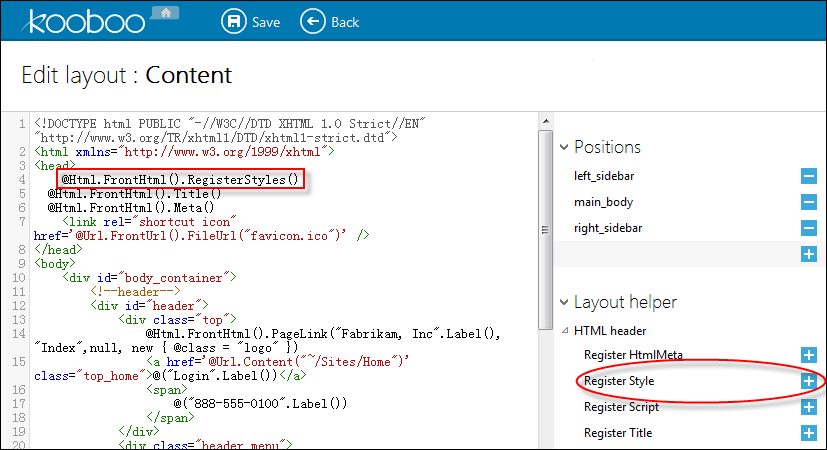 kooboo
Save
Back
Edit layout : Content
1 <!DOCTYPE html PUBLIC "-//W3C//DTD XHTML 1.0 Strict//EN"
"http://www.w3.org/TR/xhtml1/DTD/xhtml1-strict.dtd">
2 <html xmlns="http://www.w3.org/1999/xhtml">
3 <head>
4 @Html.FrontHtml().RegisterStyles()
5 @Html.FrontHtml().Title()
6 @Html.FrontHtml().Meta()
7 <link rel="shortcut icon"
href='@Url.FrontUrl().FileUrl("favicon.ico")' />
8 </head>
9 <body>
10 <div id="body_container">
11 <!--header-->
12 <div id="header">
13 <div class="top">
14 @Html.FrontHtml().PageLink("Fabrikam, Inc".Label(),
"Index",null, new { @class = "logo" })
15 <a href='@Url.Content("~/Sites/Home")'
class="top_home">@("Login".Label())</a>
16 <span>
17 @("888-555-0100".Label())
18 </span>
19 </div>
20 <div class="header_menu">
Positions
left_sidebar
main_body
right_sidebar
Layout helper
HTML header
Register HtmlMeta
Register Style
Register Script
Register Title